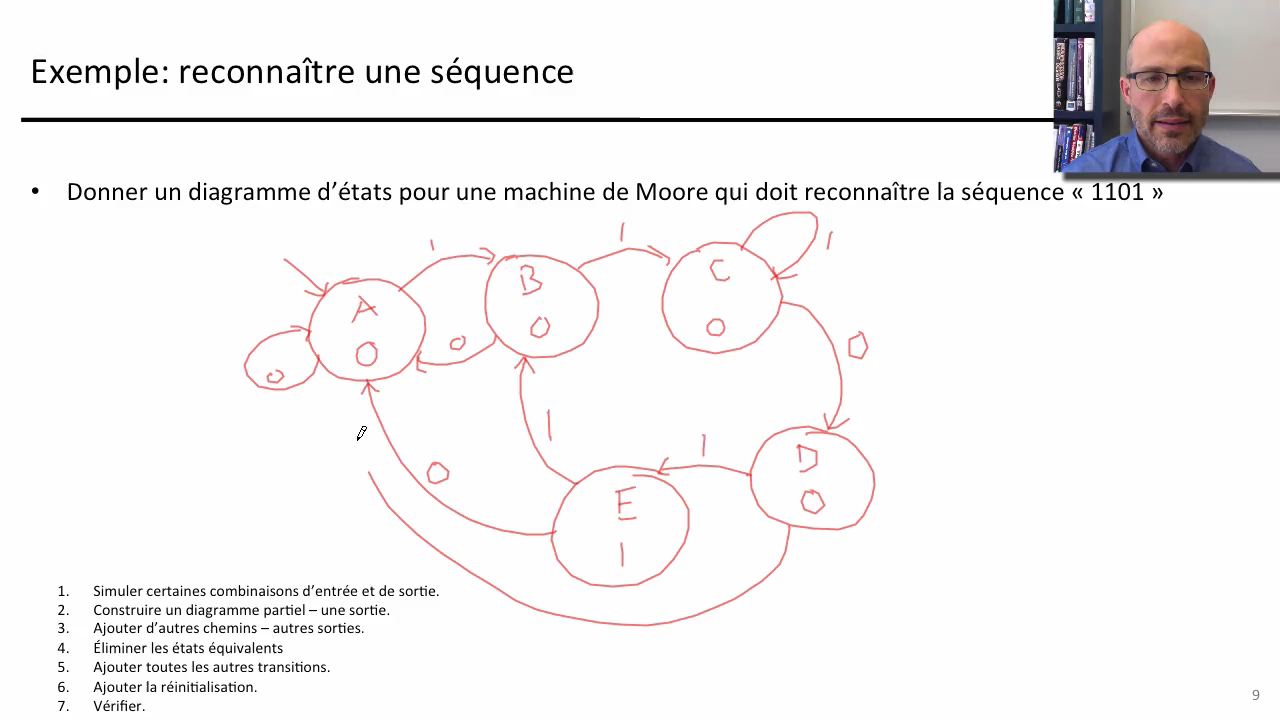 Exemple: reconnaître une séquence
• Donner un diagramme d’états pour une machine de Moore qui doit reconnaître la séquence « 1101 »
1
1
1
A
0
B
0
C
0
0
0
0
1
1
0
D
0
E
1
1. Simuler certaines combinaisons d’entrée et de sortie.
2. Construire un diagramme partiel – une sortie.
3. Ajouter d’autres chemins – autres sorties.
4. Éliminer les états équivalents
5. Ajouter toutes les autres transitions.
6. Ajouter la réinitialisation.
7. Vérifier.
9